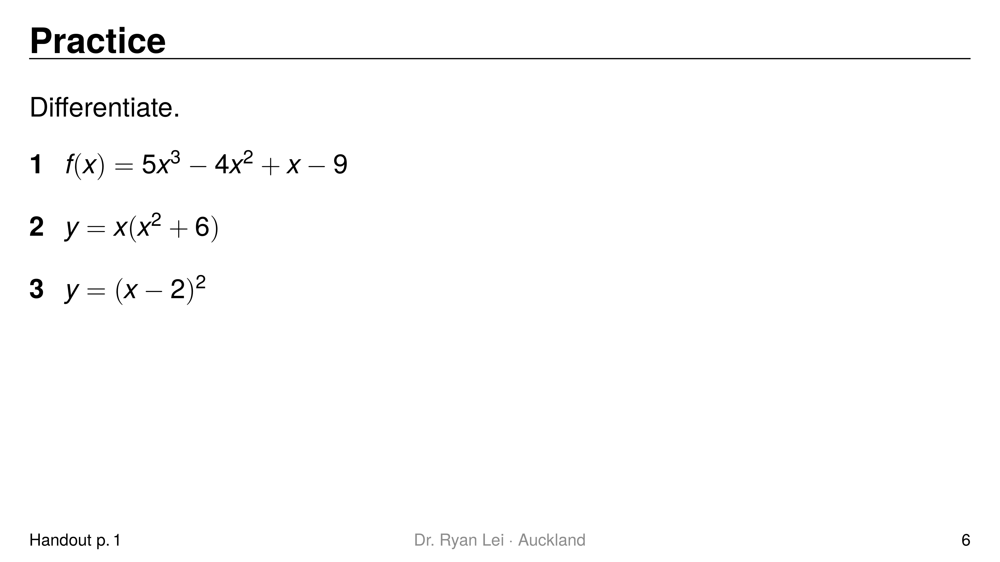 Practice
Differentiate.
1 f(x) = 5x³ − 4x² + x − 9
2 y = x(x² + 6)
3 y = (x − 2)²
Handout p. 1
Dr. Ryan Lei · Auckland
6